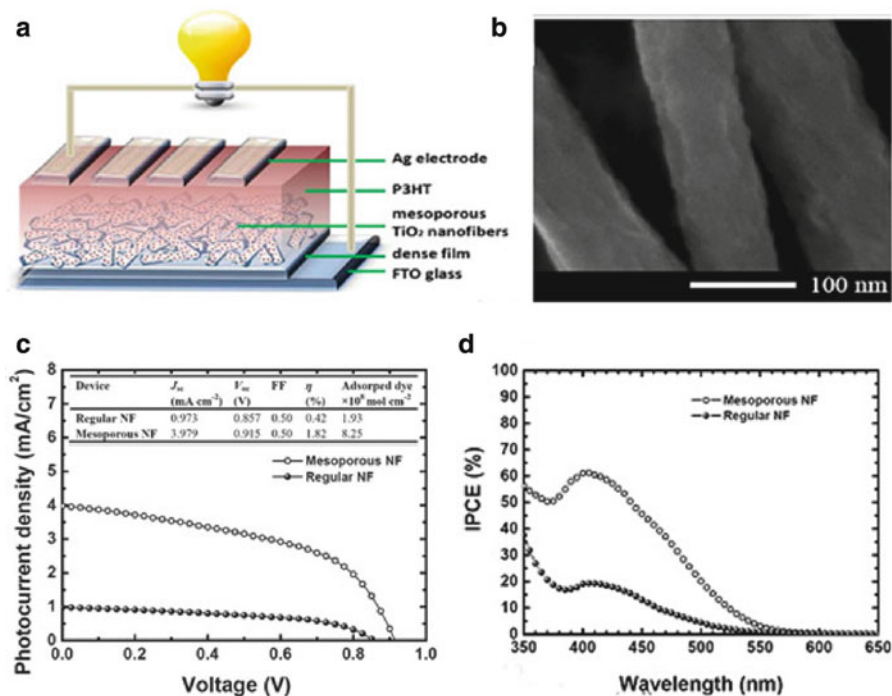 a
Ag electrode
P3HT
mesoporous
TiO₂ nanofibers
dense film
FTO glass
b
100 nm
c
Photocurrent density (mA/cm²)
8
7
6
5
4
3
2
1
0
Device Jsc Voc FF η Adsorped dye
(mA cm⁻²) (V) (%) ×10⁸ mol cm⁻²
Regular NF 0.973 0.857 0.50 0.42 1.93
Mesoporous NF 3.979 0.915 0.50 1.82 8.25
Mesoporous NF
Regular NF
0.0 0.2 0.4 0.6 0.8 1.0
Voltage (V)
d
IPCE (%)
100
90
80
70
60
50
40
30
20
10
0
Mesoporous NF
Regular NF
350 400 450 500 550 600 650
Wavelength (nm)